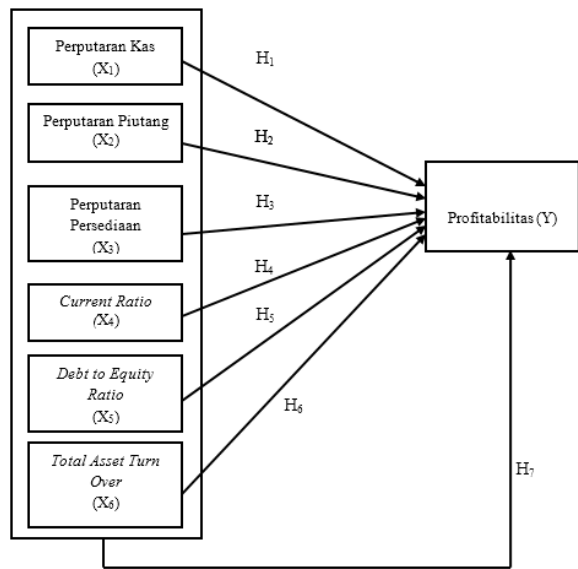 Perputaran Kas
(X1)
H1
Perputaran Piutang
(X2)
H2
Perputaran
Persediaan
(X3)
H3
Profitabilitas (Y)
Current Ratio
(X4)
H4
H5
Debt to Equity
Ratio
(X5)
H6
Total Asset Turn
Over
(X6)
H7